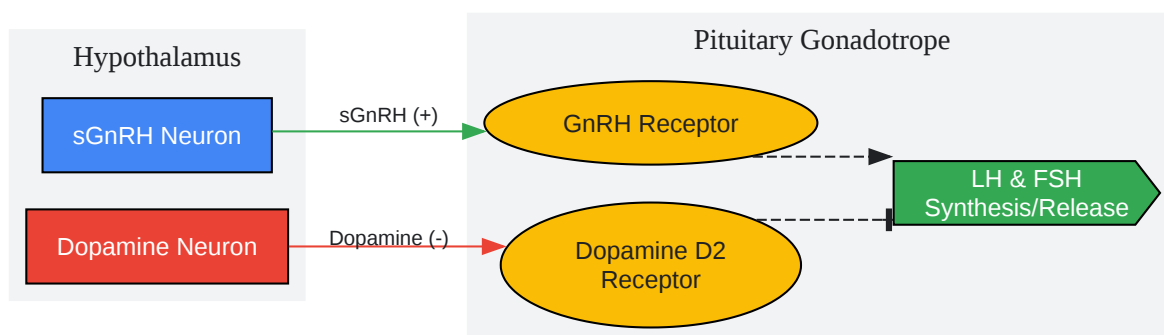 Hypothalamus
Pituitary Gonadotrope
sGnRH Neuron
sGnRH (+)
GnRH Receptor
LH & FSH
Synthesis/Release
Dopamine Neuron
Dopamine (-)
Dopamine D2
Receptor